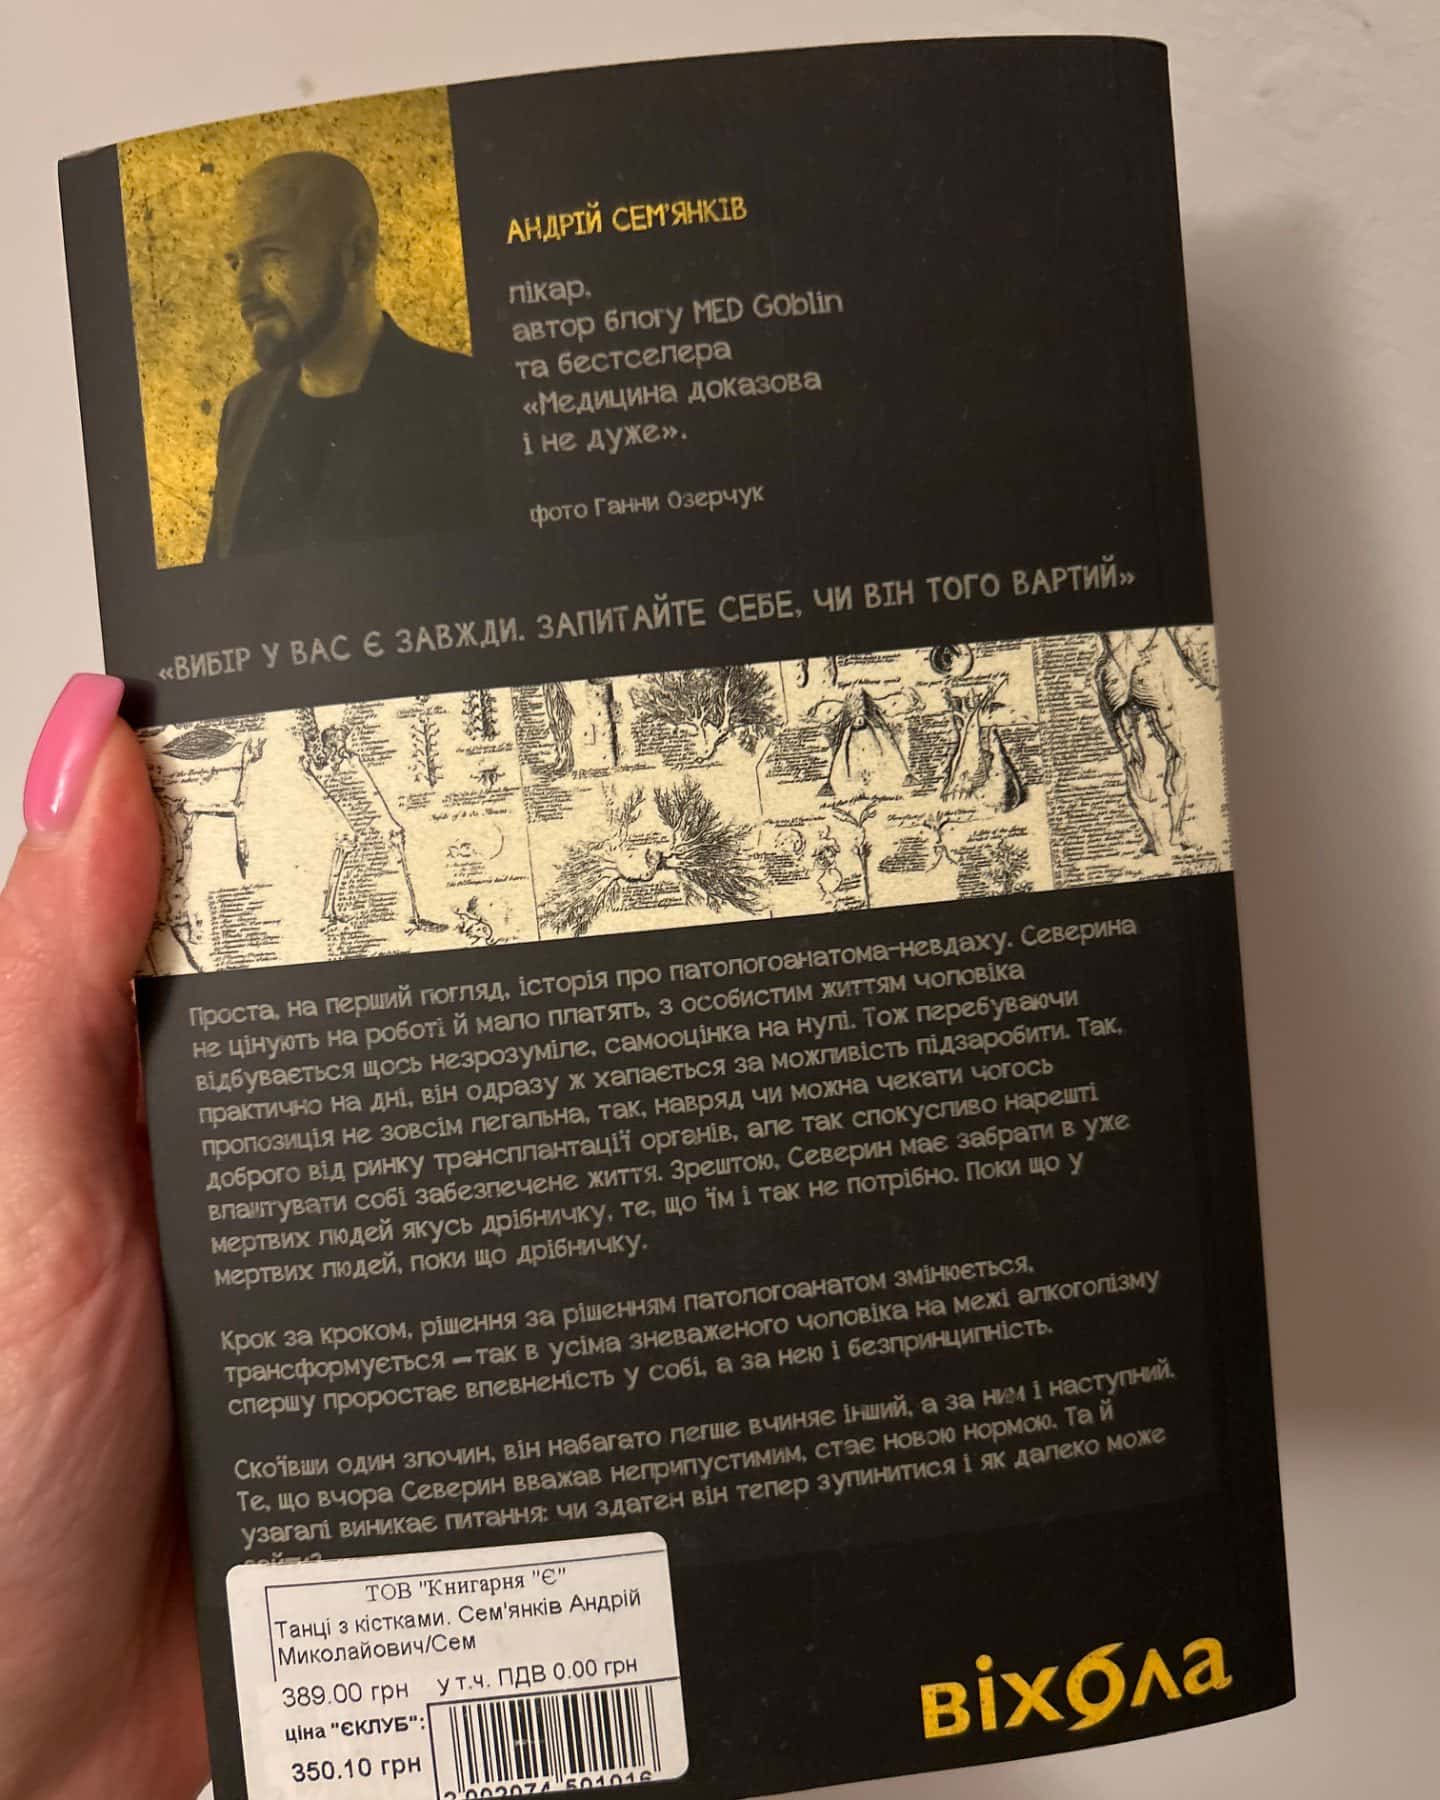 АНДРІЙ СЕМ'ЯНКІВ
лікар,
автор блогу MED GOblin
та бестселера
«Медицина доказова
і не дуже».
фото Ганни Озерчук
«ВИБІР У ВАС Є ЗАВЖДИ. ЗАПИТАЙТЕ СЕБЕ, ЧИ ВІН ТОГО ВАРТИЙ»
Проста, на перший погляд, історія про патологоанатома-невдаху. Северина
не цінують на роботі й мало платять, з особистим життям чоловіка
відбувається щось незрозуміле, самооцінка на нулі. Тож перебуваючи
практично на дні, він одразу ж хапається за можливість підзаробити. Так,
пропозиція не зовсім легальна, так, навряд чи можна чекати чогось
доброго від ринку трансплантації органів, але так спокусливо нарешті
влаштувати собі забезпечене життя. Зрештою, Северин має забрати в уже
мертвих людей якусь дрібничку, те, що їм і так не потрібно. Поки що у
мертвих людей, поки що дрібничку.
Крок за кроком, рішення за рішенням патологоанатом змінюється,
трансформується — так в усіма зневаженого чоловіка на межі алкоголізму
спершу проростає впевненість у собі, а за нею і безпринципність.
Скоївши один злочин, він набагато легше вчиняє інший, а за ним і наступний.
Те, що вчора Северин вважав неприпустимим, стає новою нормою. Та й
узагалі виникає питання: чи здатен він тепер зупинитися і як далеко може
ТОВ "Книгарня "Є"
Танці з кістками. Сем'янків Андрій
Миколайович/Сем
389.00 грн у т.ч. ПДВ 0.00 грн
ціна "ЄКЛУБ":
350.10 грн
2 002074 501016
віхола